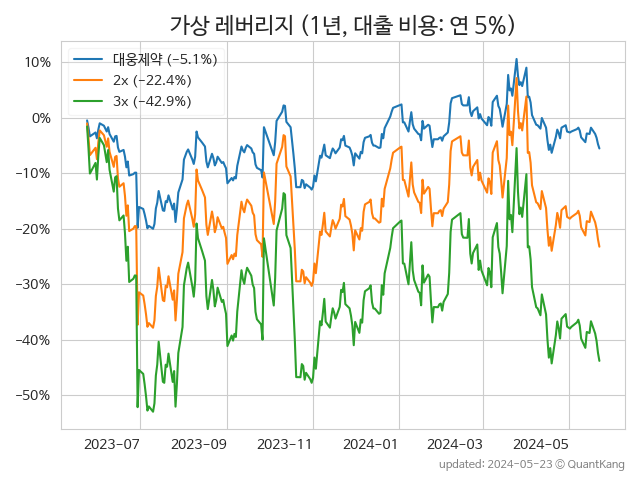 가상 레버리지 (1년, 대출 비용: 연 5%)
대웅제약 (−5.1%)
2x (−22.4%)
3x (−42.9%)
10%
0%
−10%
−20%
−30%
−40%
−50%
2023-07
2023-09
2023-11
2024-01
2024-03
2024-05
updated: 2024-05-23 © QuantKang